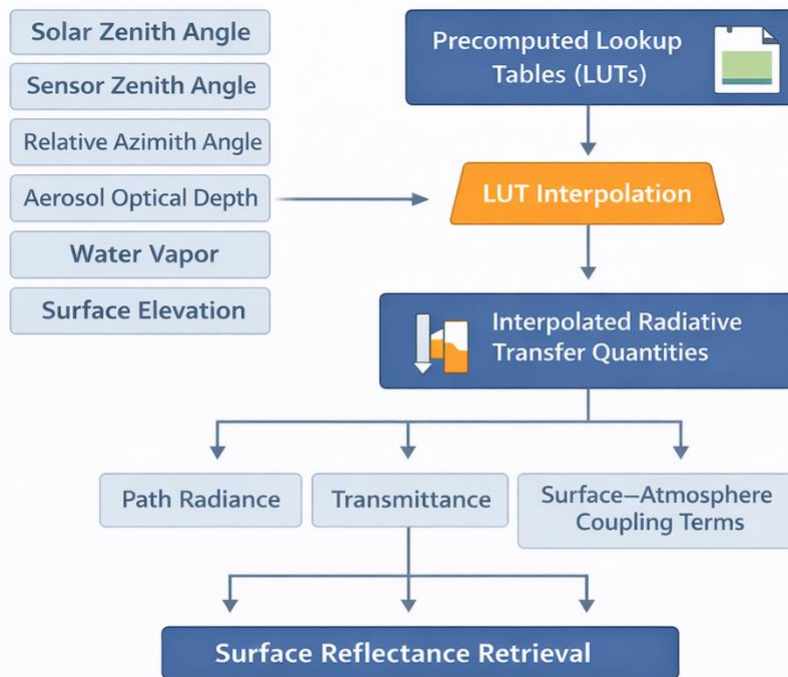 Solar Zenith Angle
Sensor Zenith Angle
Relative Azimith Angle
Aerosol Optical Depth
Water Vapor
Surface Elevation
Precomputed Lookup
Tables (LUTs)
LUT Interpolation
Interpolated Radiative
Transfer Quantities
Path Radiance
Transmittance
Surface–Atmosphere
Coupling Terms
Surface Reflectance Retrieval